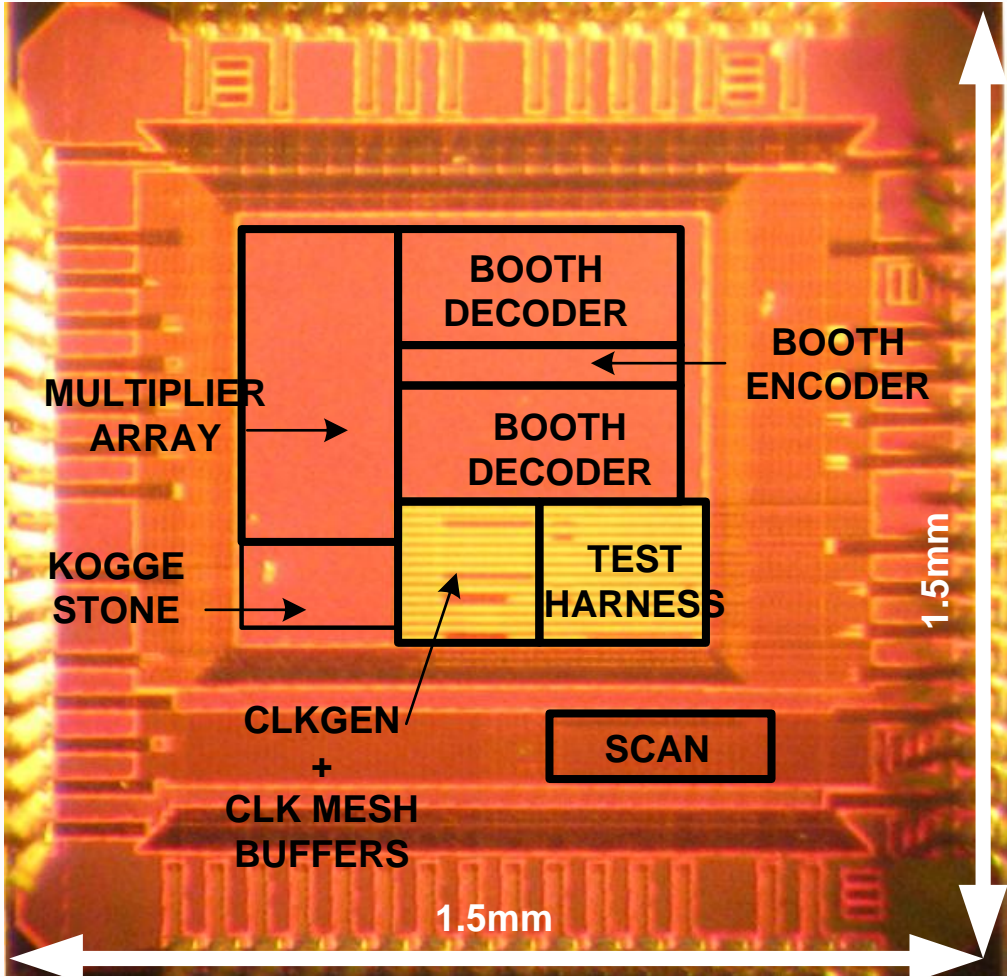 BOOTH
DECODER
BOOTH
ENCODER
MULTIPLIER
ARRAY
BOOTH
DECODER
KOGGE
STONE
TEST
HARNESS
1.5mm
CLKGEN
+
CLK MESH
BUFFERS
SCAN
1.5mm